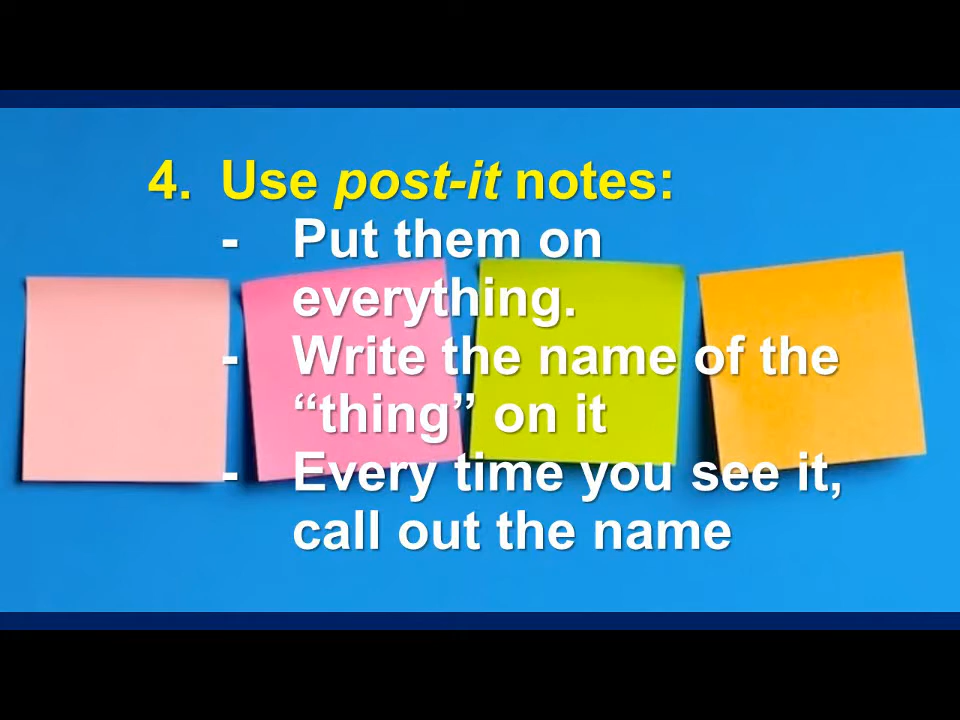 4. Use post-it notes:
- Put them on
everything.
- Write the name of the
“thing” on it
- Every time you see it,
call out the name